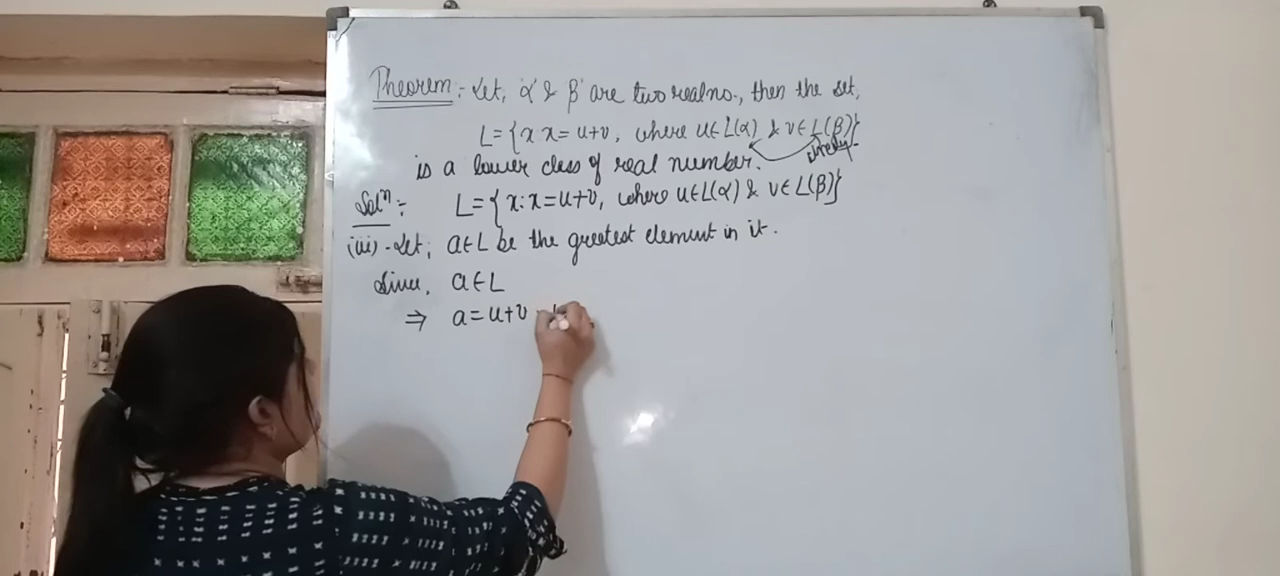 Theorem:- Let, α & β are two real no., then the set,
L = {x x = u+v, where u∈L(α) & v∈L(β)}
is a lower class of real number.
Solⁿ:- L = {x : x = u+v, where u∈L(α) & v∈L(β)}
(iii) - Let, a∈L be the greatest element in it.
Since, a∈L
⇒ a = u+v